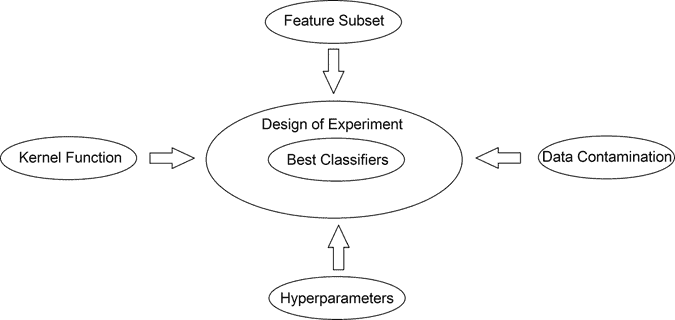 Feature Subset
Design of Experiment
Kernel Function
Best Classifiers
Data Contamination
Hyperparameters